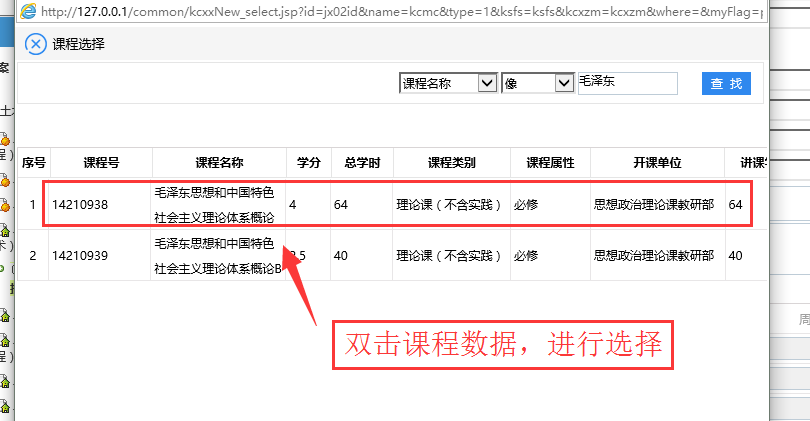 http://127.0.0.1/common/kcxxNew_select.jsp?id=jx02id&name=kcmc&type=1&ksfs=ksfs&kcxzm=kcxzm&where=&myFlag=
课程选择
课程名称 像 毛泽东 查 找
序号 课程号 课程名称 学分 总学时 课程类别 课程属性 开课单位 讲课
1 14210938 毛泽东思想和中国特色 4 64 理论课（不含实践） 必修 思想政治理论课教研部 64
社会主义理论体系概论
2 14210939 毛泽东思想和中国特色 .5 40 理论课（不含实践） 必修 思想政治理论课教研部 40
社会主义理论体系概论B
双击课程数据，进行选择
案
土
程）
术）
程）
周